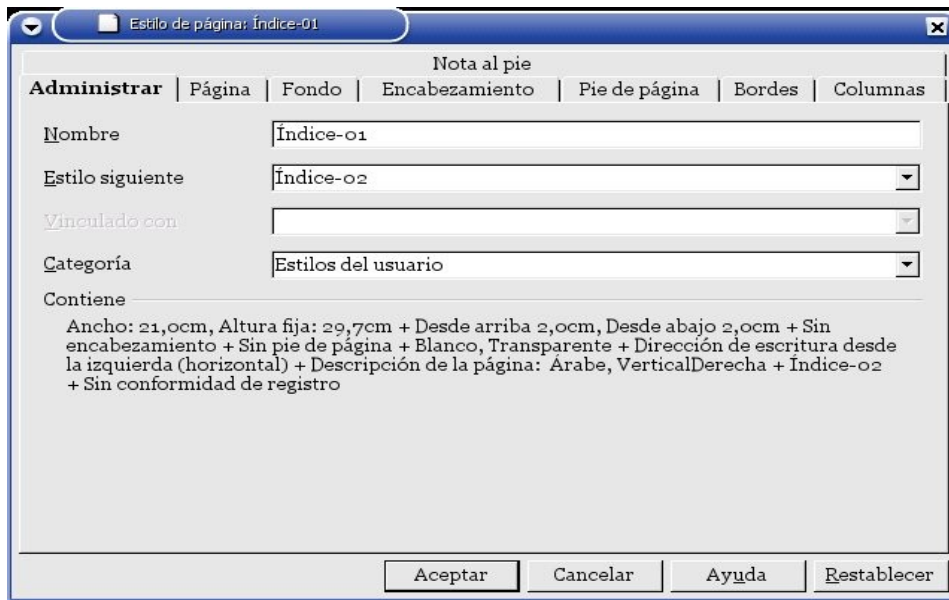 Estilo de página: Índice-01
Nota al pie
Administrar Página Fondo Encabezamiento Pie de página Bordes Columnas
Nombre Índice-01
Estilo siguiente Índice-02
Vinculado con
Categoría Estilos del usuario
Contiene
Ancho: 21,0cm, Altura fija: 29,7cm + Desde arriba 2,0cm, Desde abajo 2,0cm + Sin
encabezamiento + Sin pie de página + Blanco, Transparente + Dirección de escritura desde
la izquierda (horizontal) + Descripción de la página: Árabe, VerticalDerecha + Índice-02
+ Sin conformidad de registro
Aceptar Cancelar Ayuda Restablecer